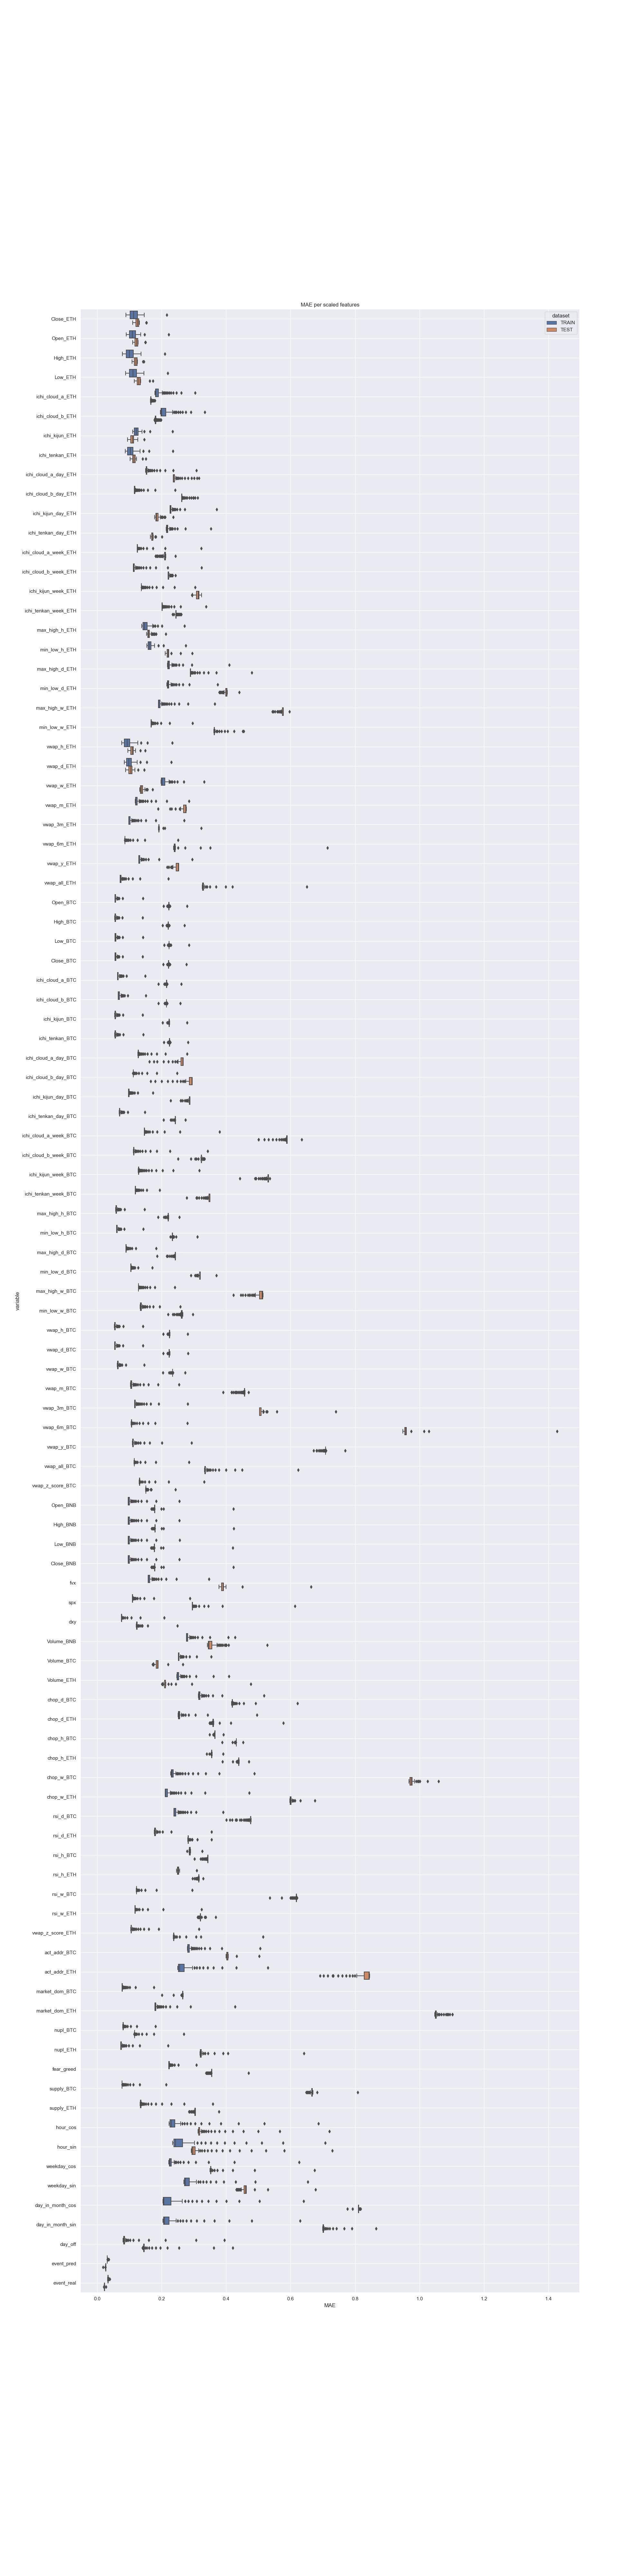 MAE per scaled features
dataset
TRAIN
TEST
Close_ETH
Open_ETH
High_ETH
Low_ETH
ichi_cloud_a_ETH
ichi_cloud_b_ETH
ichi_kijun_ETH
ichi_tenkan_ETH
ichi_cloud_a_day_ETH
ichi_cloud_b_day_ETH
ichi_kijun_day_ETH
ichi_tenkan_day_ETH
ichi_cloud_a_week_ETH
ichi_cloud_b_week_ETH
ichi_kijun_week_ETH
ichi_tenkan_week_ETH
max_high_h_ETH
min_low_h_ETH
max_high_d_ETH
min_low_d_ETH
max_high_w_ETH
min_low_w_ETH
vwap_h_ETH
vwap_d_ETH
vwap_w_ETH
vwap_m_ETH
vwap_3m_ETH
vwap_6m_ETH
vwap_y_ETH
vwap_all_ETH
Open_BTC
High_BTC
Low_BTC
Close_BTC
ichi_cloud_a_BTC
ichi_cloud_b_BTC
ichi_kijun_BTC
ichi_tenkan_BTC
ichi_cloud_a_day_BTC
ichi_cloud_b_day_BTC
ichi_kijun_day_BTC
ichi_tenkan_day_BTC
ichi_cloud_a_week_BTC
ichi_cloud_b_week_BTC
ichi_kijun_week_BTC
ichi_tenkan_week_BTC
max_high_h_BTC
min_low_h_BTC
max_high_d_BTC
min_low_d_BTC
max_high_w_BTC
min_low_w_BTC
vwap_h_BTC
vwap_d_BTC
vwap_w_BTC
vwap_m_BTC
vwap_3m_BTC
vwap_6m_BTC
vwap_y_BTC
vwap_all_BTC
vwap_z_score_BTC
Open_BNB
High_BNB
Low_BNB
Close_BNB
spx
dxy
Volume_BNB
Volume_BTC
Volume_ETH
chop_d_BTC
chop_d_ETH
chop_h_BTC
chop_h_ETH
chop_w_BTC
chop_w_ETH
rsi_d_BTC
rsi_d_ETH
rsi_h_BTC
rsi_h_ETH
rsi_w_BTC
rsi_w_ETH
vwap_z_score_ETH
act_addr_BTC
act_addr_ETH
market_dom_BTC
market_dom_ETH
nupl_BTC
nupl_ETH
fear_greed
supply_BTC
supply_ETH
hour_cos
hour_sin
weekday_cos
weekday_sin
day_in_month_cos
day_in_month_sin
day_off
event_pred
event_real
variable
0.0 0.2 0.4 0.6 0.8 1.0 1.2 1.4
MAE